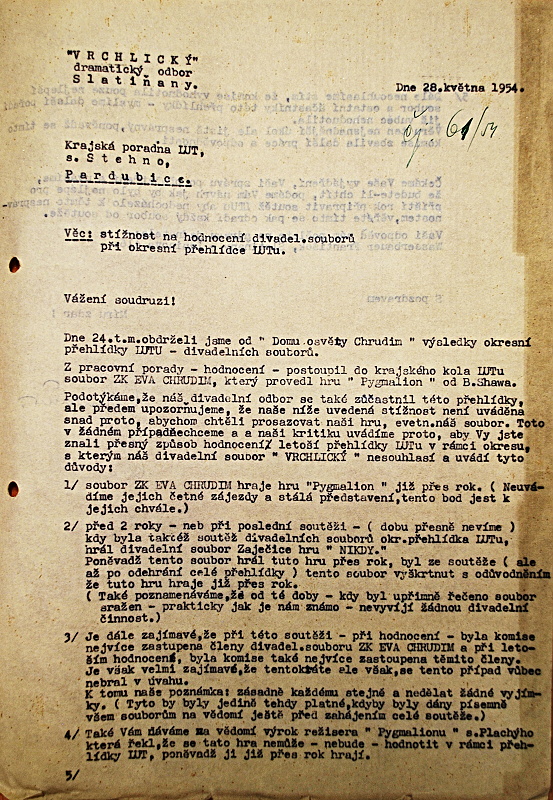 "VRCHLICKÝ"
dramatický odbor
Slatiňany.
Dne 28.května 1954.
čj 61/54
Krajská poradna LUT,
s. Stehno,
Pardubice.
Věc: stížnost na hodnocení divadel.souborů
při okresní přehlídce LUTu.
Vážení soudruzi!
Dne 24.t.m.obdrželi jsme od " Domu osvěty Chrudim " výsledky okresní
přehlídky LUTU - divadelních souborů.
Z pracovní porady - hodnocení - postoupil do krajského kola LUTu
soubor ZK EVA CHRUDIM, který provedl hru " Pygmalion " od B.Shawa.
Podotýkáme,že náš divadelní odbor se také zúčastnil této přehlídky,
ale předem upozornujeme, že naše níže uvedená stížnost není uváděna
snad proto, abychom chtěli prosazovat naši hru, evetn.náš soubor. Toto
v žádném případněchceme a a naši kritiku uvádíme proto, aby Vy jste
znali přesný způsob hodnocení/ letoší přehlídky LUTu v rámci okresu,
s kterým náš divadelní soubor " VRCHLICKÝ " nesouhlasí a uvádí tyto
důvody:
1/ soubor ZK EVA CHRUDIM hraje hru "Pygmalion " již přes rok. ( Neuvá-
díme jejich četné zájezdy a stálá představení,tento bod jest k
jejich chvále.)
2/ před 2 roky - neb při poslední soutěži - ( dobu přesně nevíme )
kdy byla taktéž soutěž divadelních souborů okr.přehlídka LUTu,
hrál divadelní soubor Zaječice hru " NIKDY."
Poněvadž tento soubor hrál tuto hru přes rok, byl ze soutěže ( ale
až po odehrání celé přehlídky ) tento soubor vyškrtnut s odůvodněním
že tuto hru hraje již přes rok.
( Také poznamenáváme,že od té doby - kdy byl upřímně řečeno soubor
sražen - prakticky jak je nám známo - nevyvíjí žádnou divadelní
činnost.)
3/ Je dále zajímavé,že při této soutěži - při hodnocení - byla komise
nejvíce zastupena členy divadel.souboru ZK EVA CHRUDIM a při leto-
ším hodnocení, byla komise také nejvíce zastoupena těmito členy.
Je však velmi zajímavé,že tentokráte ale však,se tento případ vůbec
nebral v úvahu.
K tomu naše poznámka: zásadně každému stejné a nedělat žádné vyjím-
ky. ( Tyto by byly jedině tehdy platné,kdyby byly dány písemně
všem souborům na vědomí ještě před zahájením celé soutěže.)
4/ Také Vám dáváme na vědomí výrok režisera " Pygmalionu " s.Plachýho
která řekl,že se tato hra nemůže - nebude - hodnotit v rámci přeh-
lídky LUT, poněvadž ji již přes rok hrají.
5/